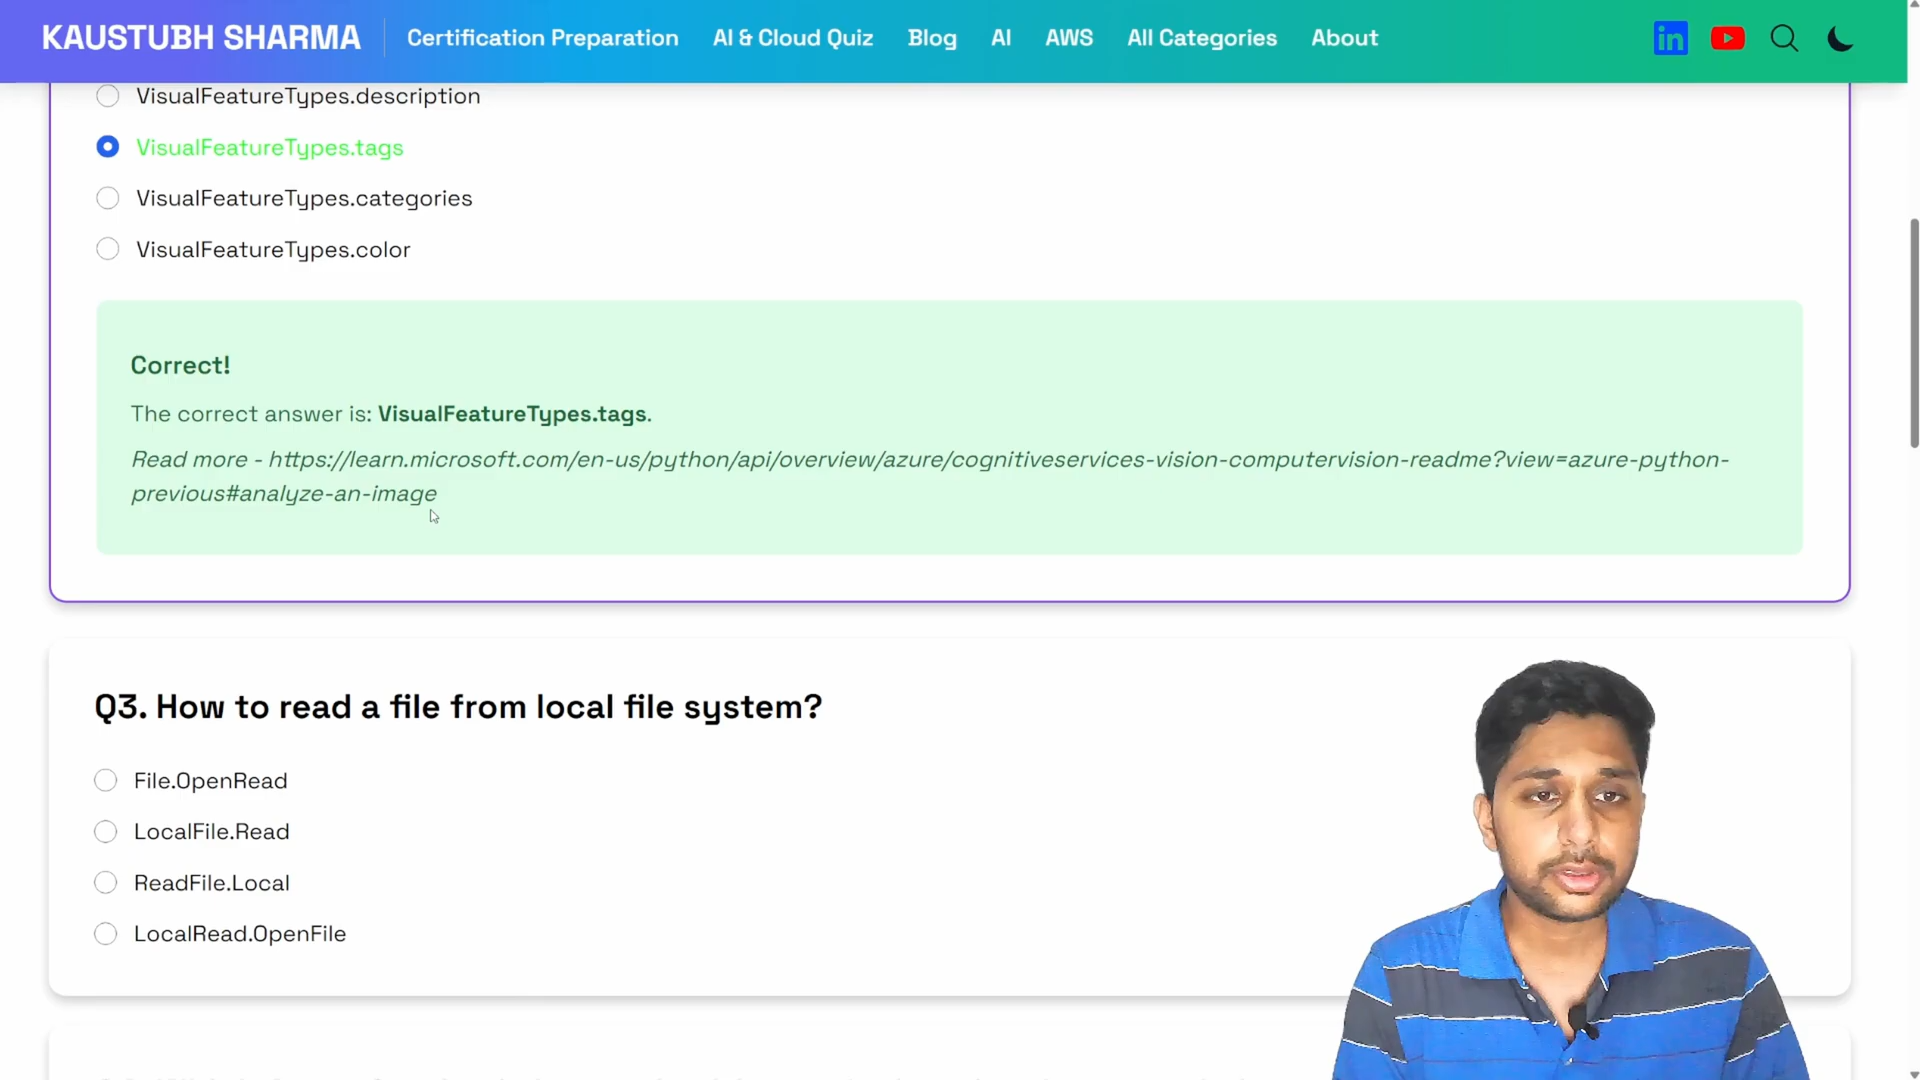 KAUSTUBH SHARMA
Certification Preparation
AI & Cloud Quiz
Blog
AI
AWS
All Categories
About
in
VisualFeatureTypes.description
VisualFeatureTypes.tags
VisualFeatureTypes.categories
VisualFeatureTypes.color
Correct!
The correct answer is: VisualFeatureTypes.tags.
Read more - https://learn.microsoft.com/en-us/python/api/overview/azure/cognitiveservices-vision-computervision-readme?view=azure-python-
previous#analyze-an-image
Q3. How to read a file from local file system?
File.OpenRead
LocalFile.Read
ReadFile.Local
LocalRead.OpenFile